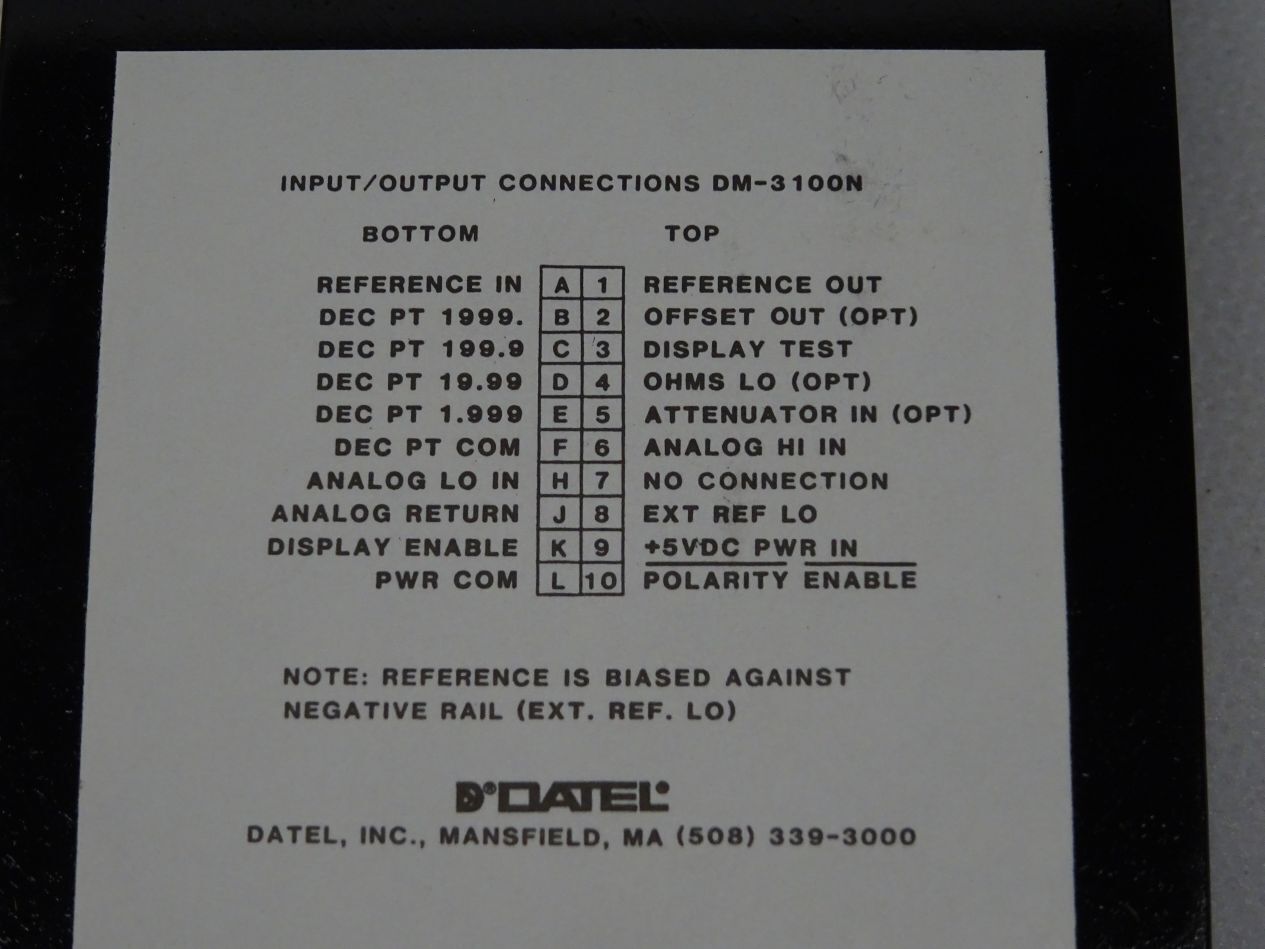 INPUT/OUTPUT CONNECTIONS DM-3100N
BOTTOM TOP
REFERENCE IN A 1 REFERENCE OUT
DEC PT 1999. B 2 OFFSET OUT (OPT)
DEC PT 199.9 C 3 DISPLAY TEST
DEC PT 19.99 D 4 OHMS LO (OPT)
DEC PT 1.999 E 5 ATTENUATOR IN (OPT)
DEC PT COM F 6 ANALOG HI IN
ANALOG LO IN H 7 NO CONNECTION
ANALOG RETURN J 8 EXT REF LO
DISPLAY ENABLE K 9 +5VDC PWR IN
PWR COM L 10 POLARITY ENABLE
NOTE: REFERENCE IS BIASED AGAINST
NEGATIVE RAIL (EXT. REF. LO)
D® DATEL®
DATEL, INC., MANSFIELD, MA (508) 339-3000